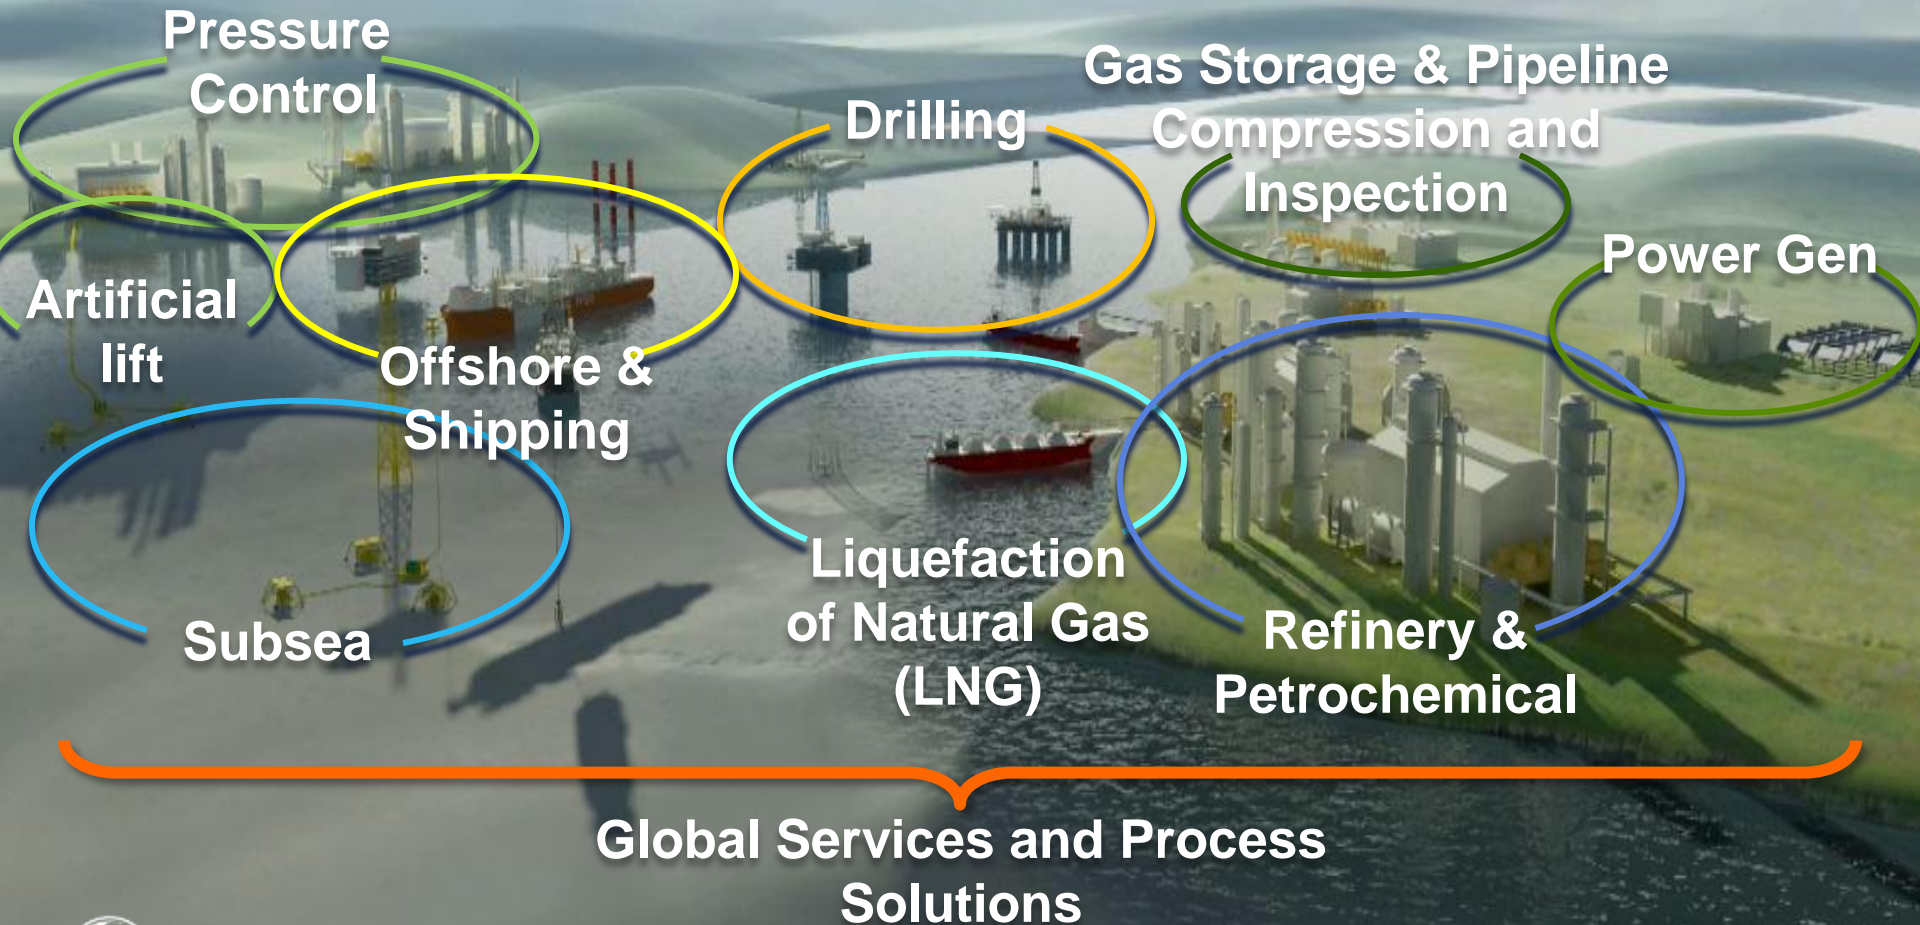 Pressure
Control
Gas Storage & Pipeline
Compression and
Inspection
Drilling
Power Gen
Artificial
lift
Offshore &
Shipping
Liquefaction
of Natural Gas
(LNG)
Subsea
Refinery &
Petrochemical
Global Services and Process
Solutions